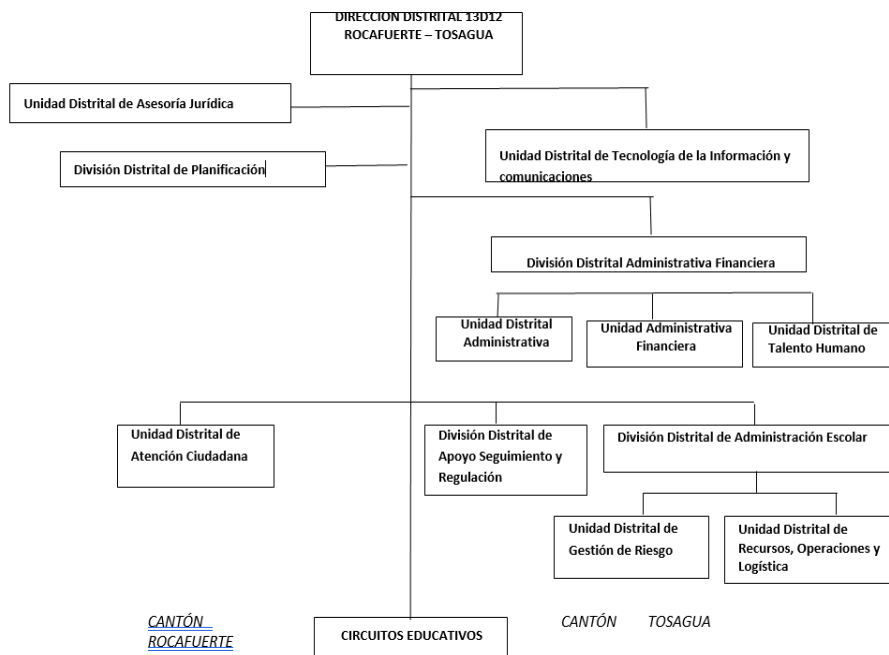 DIRECCION DISTRITAL 13D12
ROCAFUERTE – TOSAGUA
Unidad Distrital de Asesoría Jurídica
División Distrital de Planificación
Unidad Distrital de Tecnología de la Información y
comunicaciones
División Distrital Administrativa Financiera
Unidad Distrital
Administrativa
Unidad Administrativa
Financiera
Unidad Distrital de
Talento Humano
Unidad Distrital de
Atención Ciudadana
División Distrital de
Apoyo Seguimiento y
Regulación
División Distrital de Administración Escolar
Unidad Distrital de
Gestión de Riesgo
Unidad Distrital de
Recursos, Operaciones y
Logística
CANTÓN
ROCAFUERTE
CIRCUITOS EDUCATIVOS
CANTÓN TOSAGUA